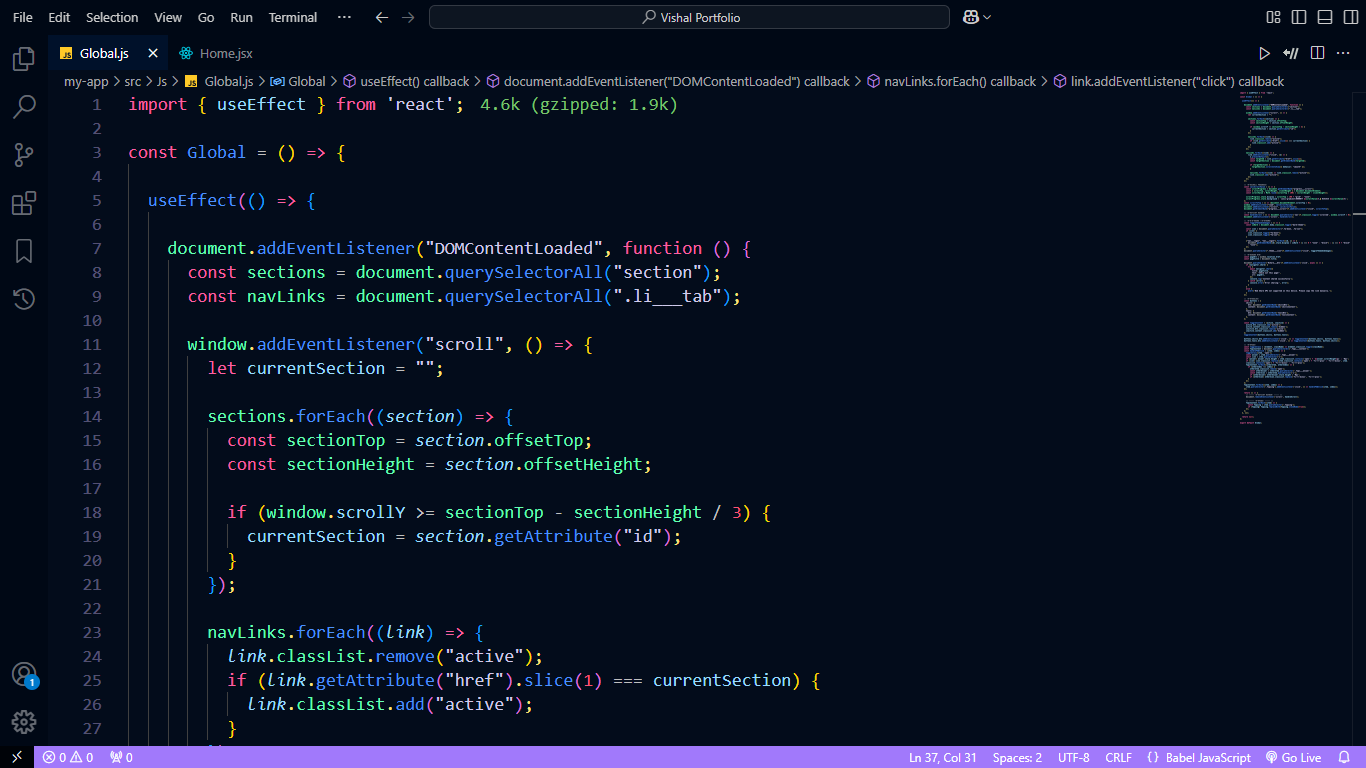 File Edit Selection View Go Run Terminal ··· Vishal Portfolio
JS Global.js Home.jsx
my-app > src > Js > JS Global.js > Global > useEffect() callback > document.addEventListener("DOMContentLoaded") callback > navLinks.forEach() callback > link.addEventListener("click") callback
1 import { useEffect } from 'react'; 4.6k (gzipped: 1.9k)
2
3 const Global = () => {
4
5 useEffect(() => {
6
7 document.addEventListener("DOMContentLoaded", function () {
8 const sections = document.querySelectorAll("section");
9 const navLinks = document.querySelectorAll(".li___tab");
10
11 window.addEventListener("scroll", () => {
12 let currentSection = "";
13
14 sections.forEach((section) => {
15 const sectionTop = section.offsetTop;
16 const sectionHeight = section.offsetHeight;
17
18 if (window.scrollY >= sectionTop - sectionHeight / 3) {
19 currentSection = section.getAttribute("id");
20 }
21 });
22
23 navLinks.forEach((link) => {
24 link.classList.remove("active");
25 if (link.getAttribute("href").slice(1) === currentSection) {
26 link.classList.add("active");
27 }
1
0 0 0 Ln 37, Col 31 Spaces: 2 UTF-8 CRLF {} Babel JavaScript Go Live